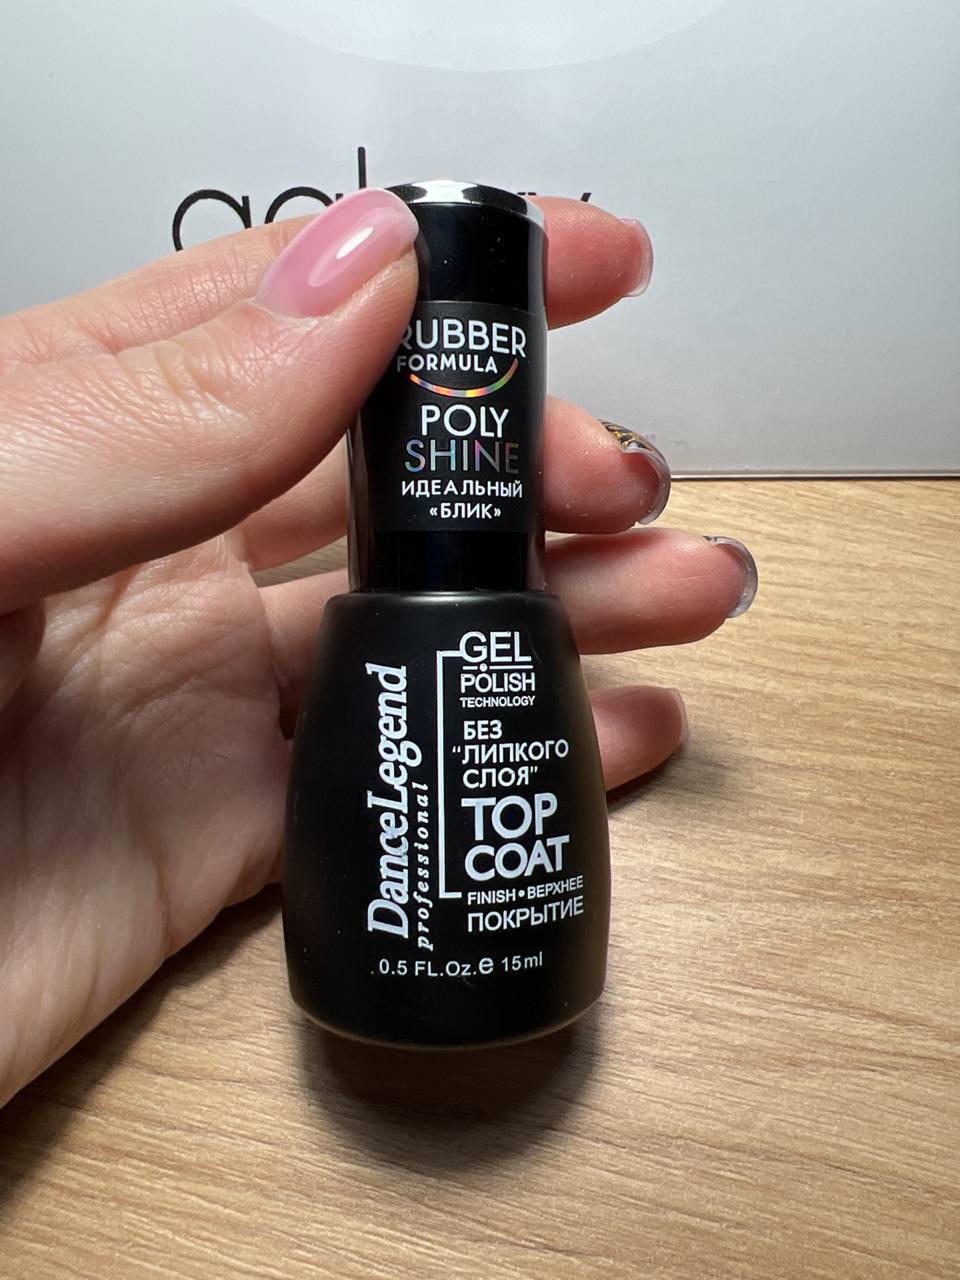 RUBBER
FORMULA
POLY
SHINE
ИДЕАЛЬНЫЙ
«БЛИК»
DanceLegend
professional
GEL
POLISH
TECHNOLOGY
БЕЗ
"ЛИПКОГО
СЛОЯ"
TOP
COAT
FINISH•ВЕРХНЕЕ
ПОКРЫТИЕ
0.5 FL.Oz.e 15ml